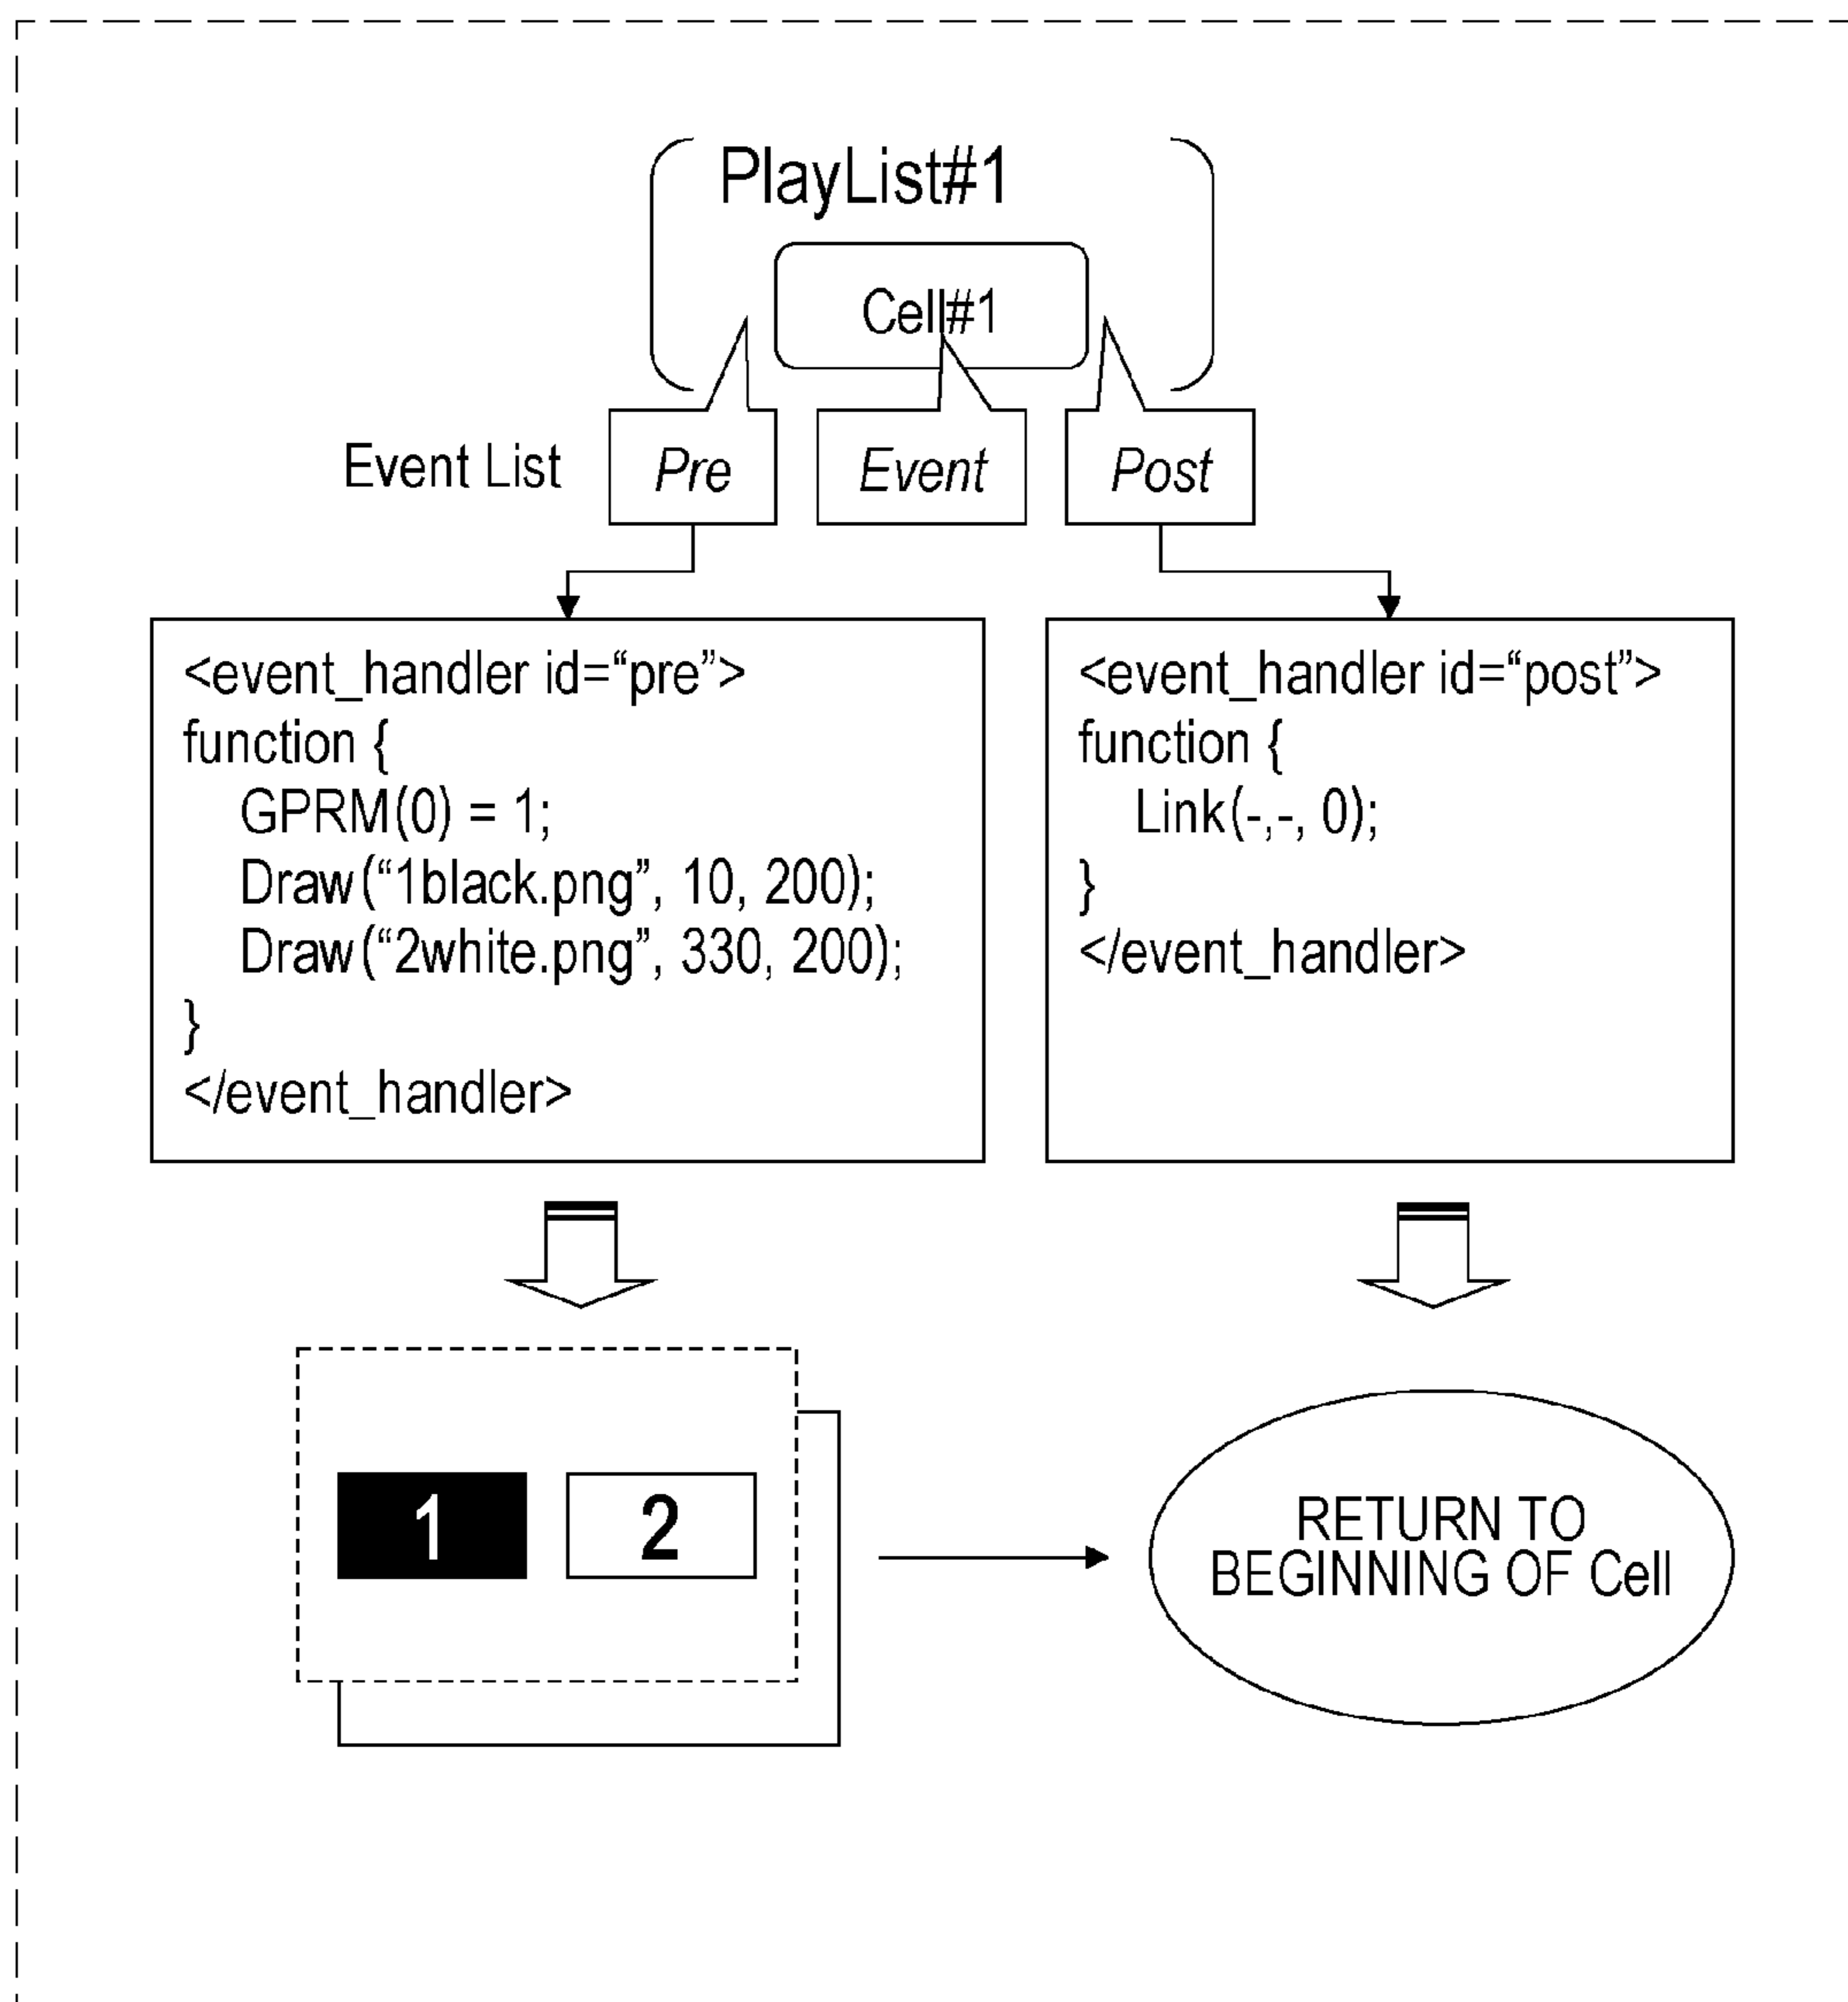 PlayList#1
Cell#1
Event List
Pre
Event
Post
<event_handler id=“pre”>
function {
GPRM(0) = 1;
Draw(“1black.png”, 10, 200);
Draw(“2white.png”, 330, 200);
}
</event_handler>
<event_handler id=“post”>
function {
Link(-,-, 0);
}
</event_handler>
1
2
RETURN TO
BEGINNING OF Cell